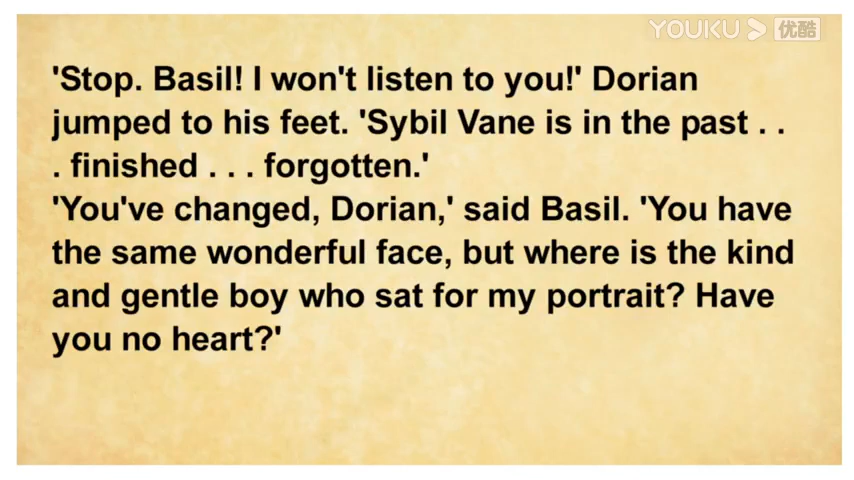 YOUKU 优酷
'Stop. Basil! I won't listen to you!' Dorian
jumped to his feet. 'Sybil Vane is in the past . .
. finished . . . forgotten.'
'You've changed, Dorian,' said Basil. 'You have
the same wonderful face, but where is the kind
and gentle boy who sat for my portrait? Have
you no heart?'